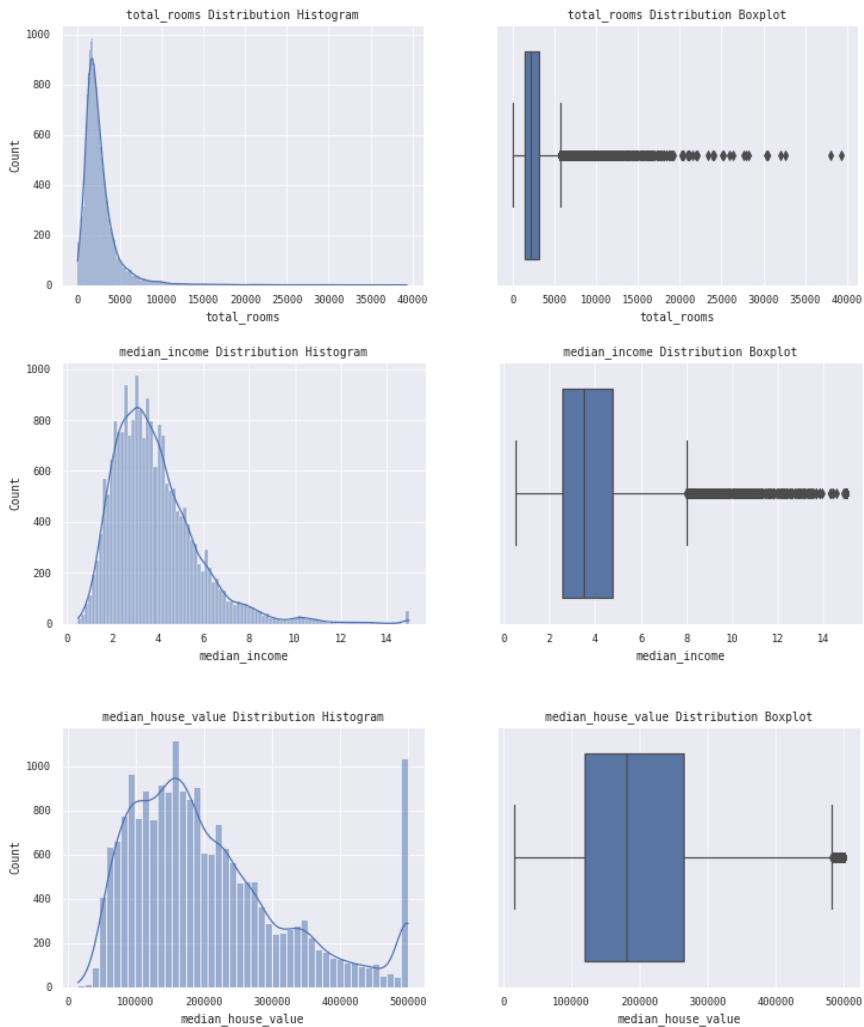 total_rooms Distribution Histogram
1000
800
600
400
200
0
Count
0 5000 10000 15000 20000 25000 30000 35000 40000
total_rooms
total_rooms Distribution Boxplot
0 5000 10000 15000 20000 25000 30000 35000 40000
total_rooms
median_income Distribution Histogram
1000
800
600
400
200
0
Count
0 2 4 6 8 10 12 14
median_income
median_income Distribution Boxplot
0 2 4 6 8 10 12 14
median_income
median_house_value Distribution Histogram
1000
800
600
400
200
0
Count
0 100000 200000 300000 400000 500000
median_house_value
median_house_value Distribution Boxplot
0 100000 200000 300000 400000 500000
median_house_value